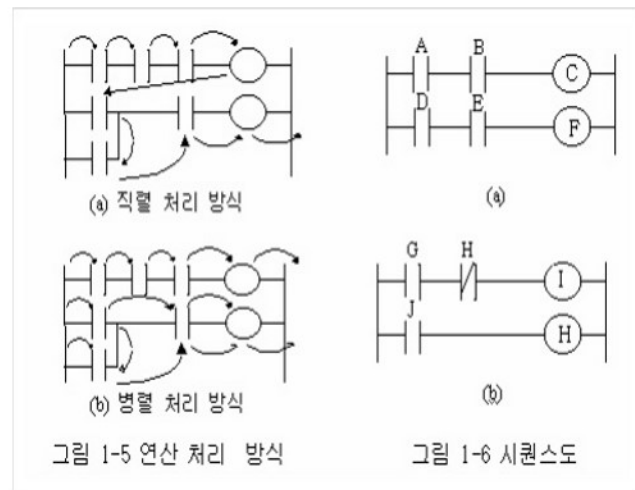 (a) 직렬 처리 방식
(b) 병렬 처리 방식
그림 1-5 연산 처리 방식
A B
C
D E
F
(a)
G H
I
J
H
(b)
그림 1-6 시퀀스도